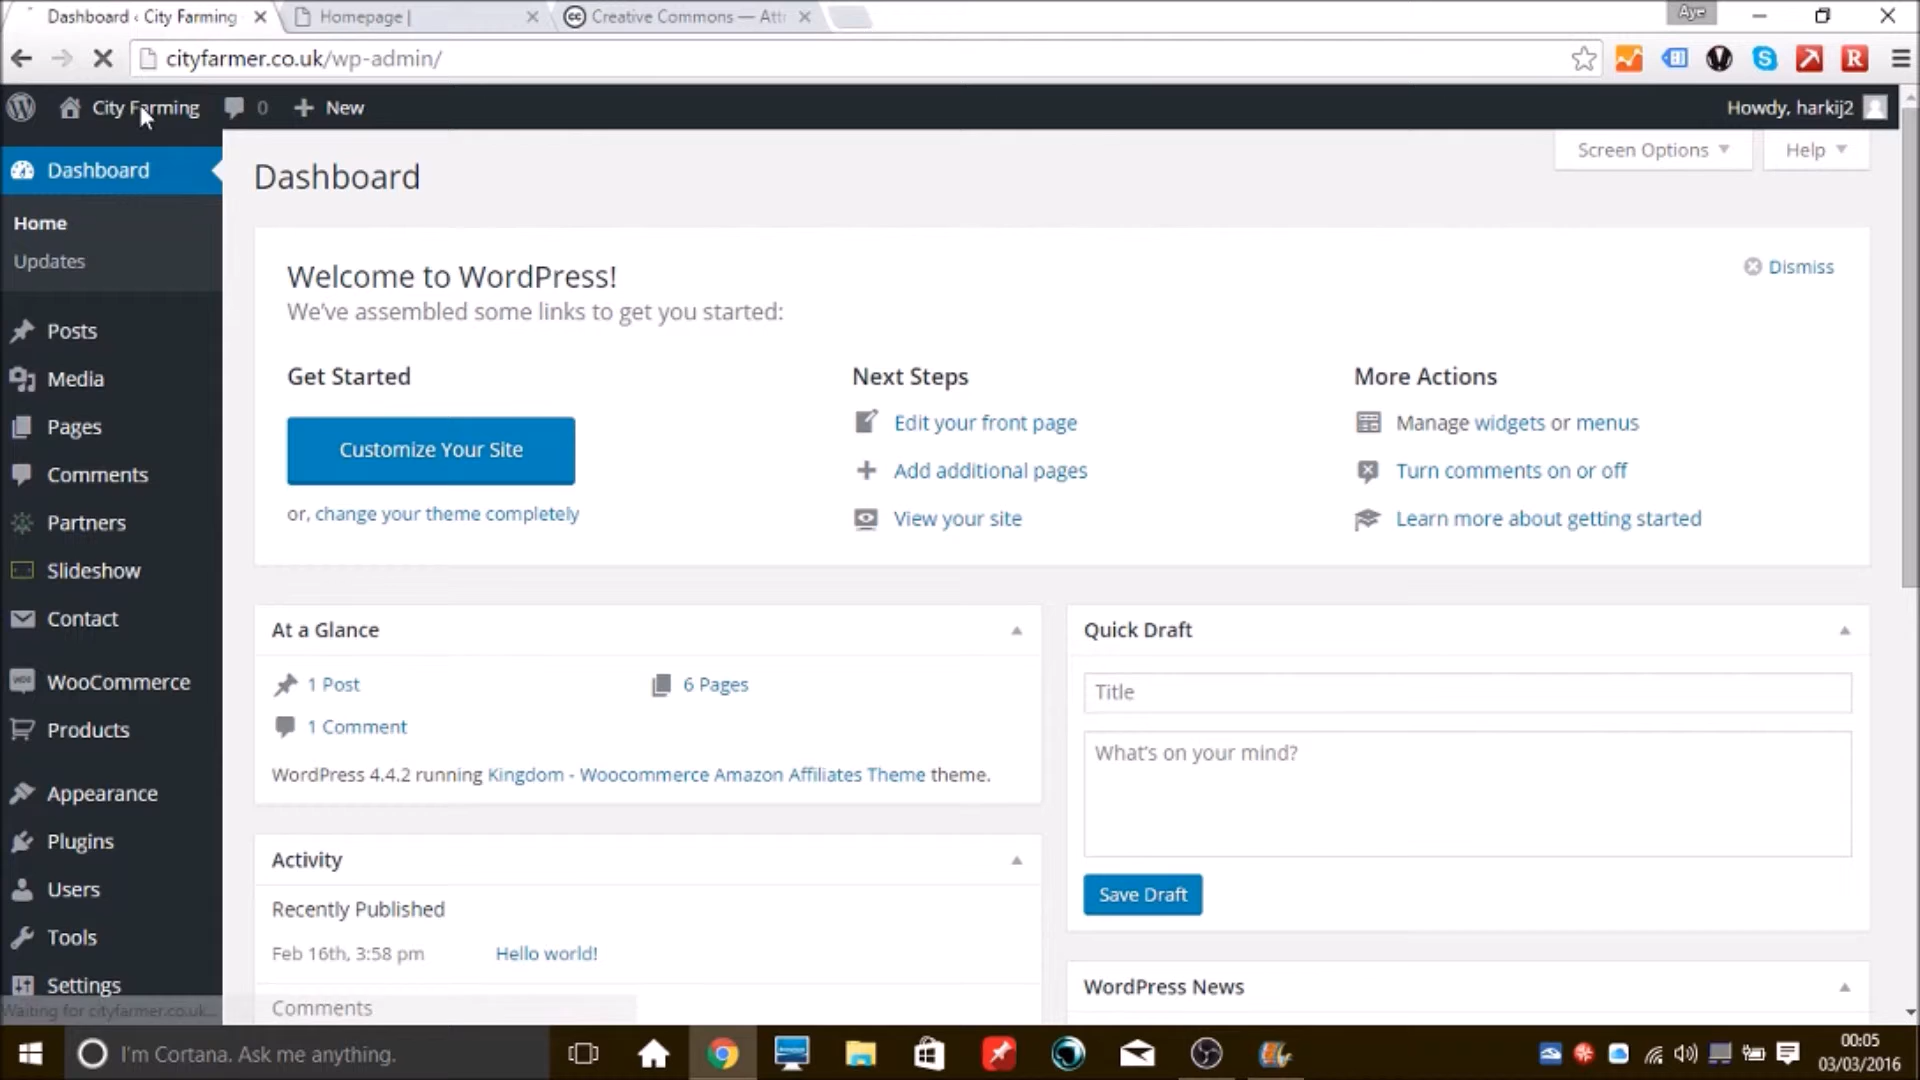 Dashboard ‹ City Farming
Homepage |
Creative Commons — Att
Aye
cityfarmer.co.uk/wp-admin/
City Farming
0
New
Howdy, harkij2
Dashboard
Home
Updates
Posts
Media
Pages
Comments
Partners
Slideshow
Contact
WooCommerce
Products
Appearance
Plugins
Users
Tools
Settings
Waiting for cityfarmer.co.uk...
Dashboard
Screen Options
Help
Welcome to WordPress!
We've assembled some links to get you started:
Dismiss
Get Started
Customize Your Site
or, change your theme completely
Next Steps
Edit your front page
Add additional pages
View your site
More Actions
Manage widgets or menus
Turn comments on or off
Learn more about getting started
At a Glance
1 Post
6 Pages
1 Comment
WordPress 4.4.2 running Kingdom - Woocommerce Amazon Affiliates Theme theme.
Activity
Recently Published
Feb 16th, 3:58 pm
Hello world!
Comments
Quick Draft
Title
What's on your mind?
Save Draft
WordPress News
I'm Cortana. Ask me anything.
00:05
03/03/2016